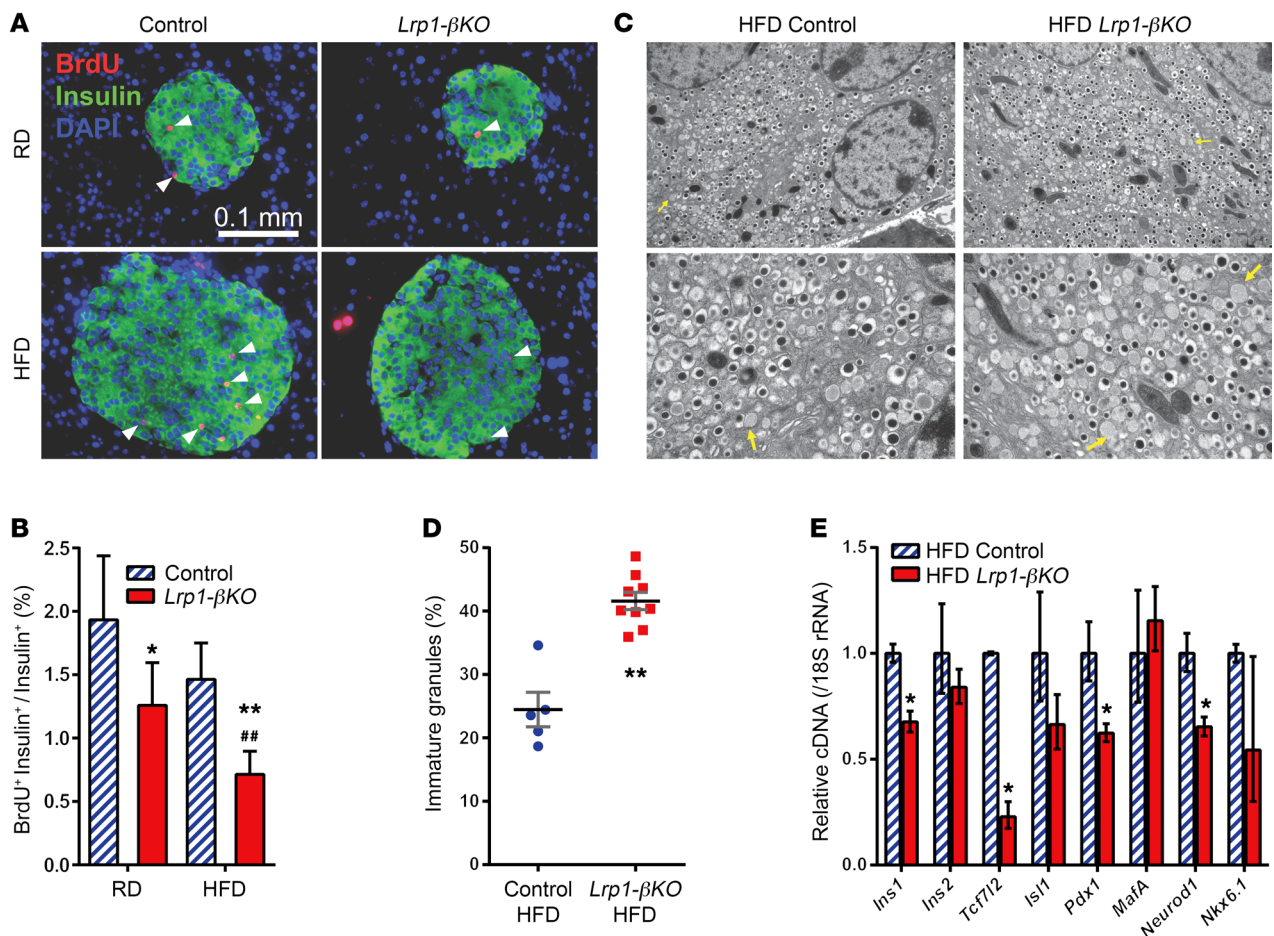 A
Control
Lrp1-βKO
BrdU
Insulin
DAPI
RD
0.1 mm
HFD
C
HFD Control
HFD Lrp1-βKO
B
BrdU⁺ Insulin⁺ / Insulin⁺ (%)
2.5
2.0
1.5
1.0
0.5
0.0
Control
Lrp1-βKO
*
**
##
RD
HFD
D
Immature granules (%)
50
40
30
20
10
0
**
Control
HFD
Lrp1-βKO
HFD
E
Relative cDNA (/18S rRNA)
1.5
1.0
0.5
0.0
HFD Control
HFD Lrp1-βKO
*
*
*
*
Ins1
Ins2
Tcf7l2
Isl1
Pdx1
MafA
Neurod1
Nkx6.1